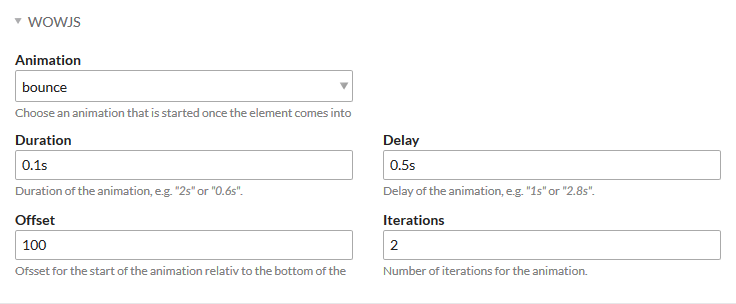 WOWJS
Animation
bounce
Choose an animation that is started once the element comes into
Duration
Delay
0.1s
0.5s
Duration of the animation, e.g. "2s" or "0.6s".
Delay of the animation, e.g. "1s" or "2.8s".
Offset
Iterations
100
2
Ofsset for the start of the animation relativ to the bottom of the
Number of iterations for the animation.